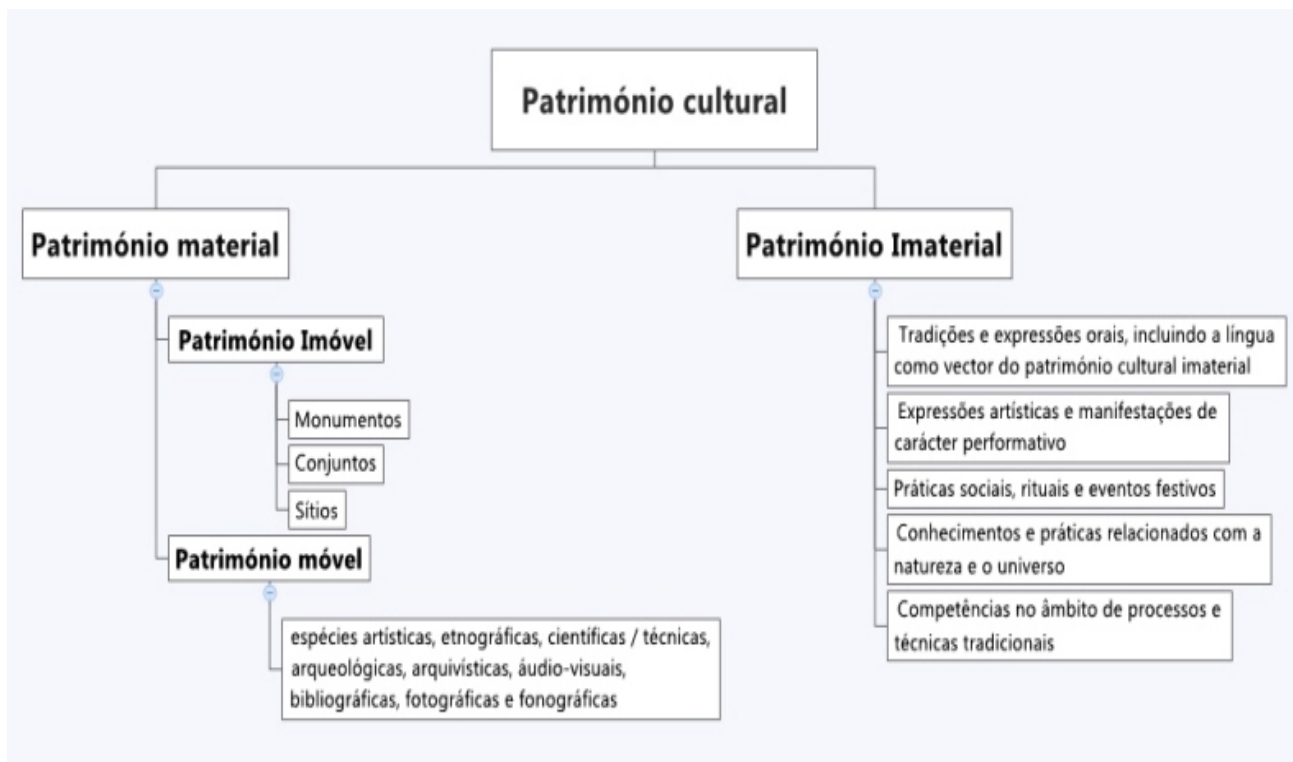 Património cultural
Património material
Património Imóvel
Monumentos
Conjuntos
Sítios
Património móvel
espécies artísticas, etnográficas, científicas / técnicas,
arqueológicas, arquivísticas, áudio-visuais,
bibliográficas, fotográficas e fonográficas
Património Imaterial
Tradições e expressões orais, incluindo a língua
como vector do património cultural imaterial
Expressões artísticas e manifestações de
carácter performativo
Práticas sociais, rituais e eventos festivos
Conhecimentos e práticas relacionados com a
natureza e o universo
Competências no âmbito de processos e
técnicas tradicionais